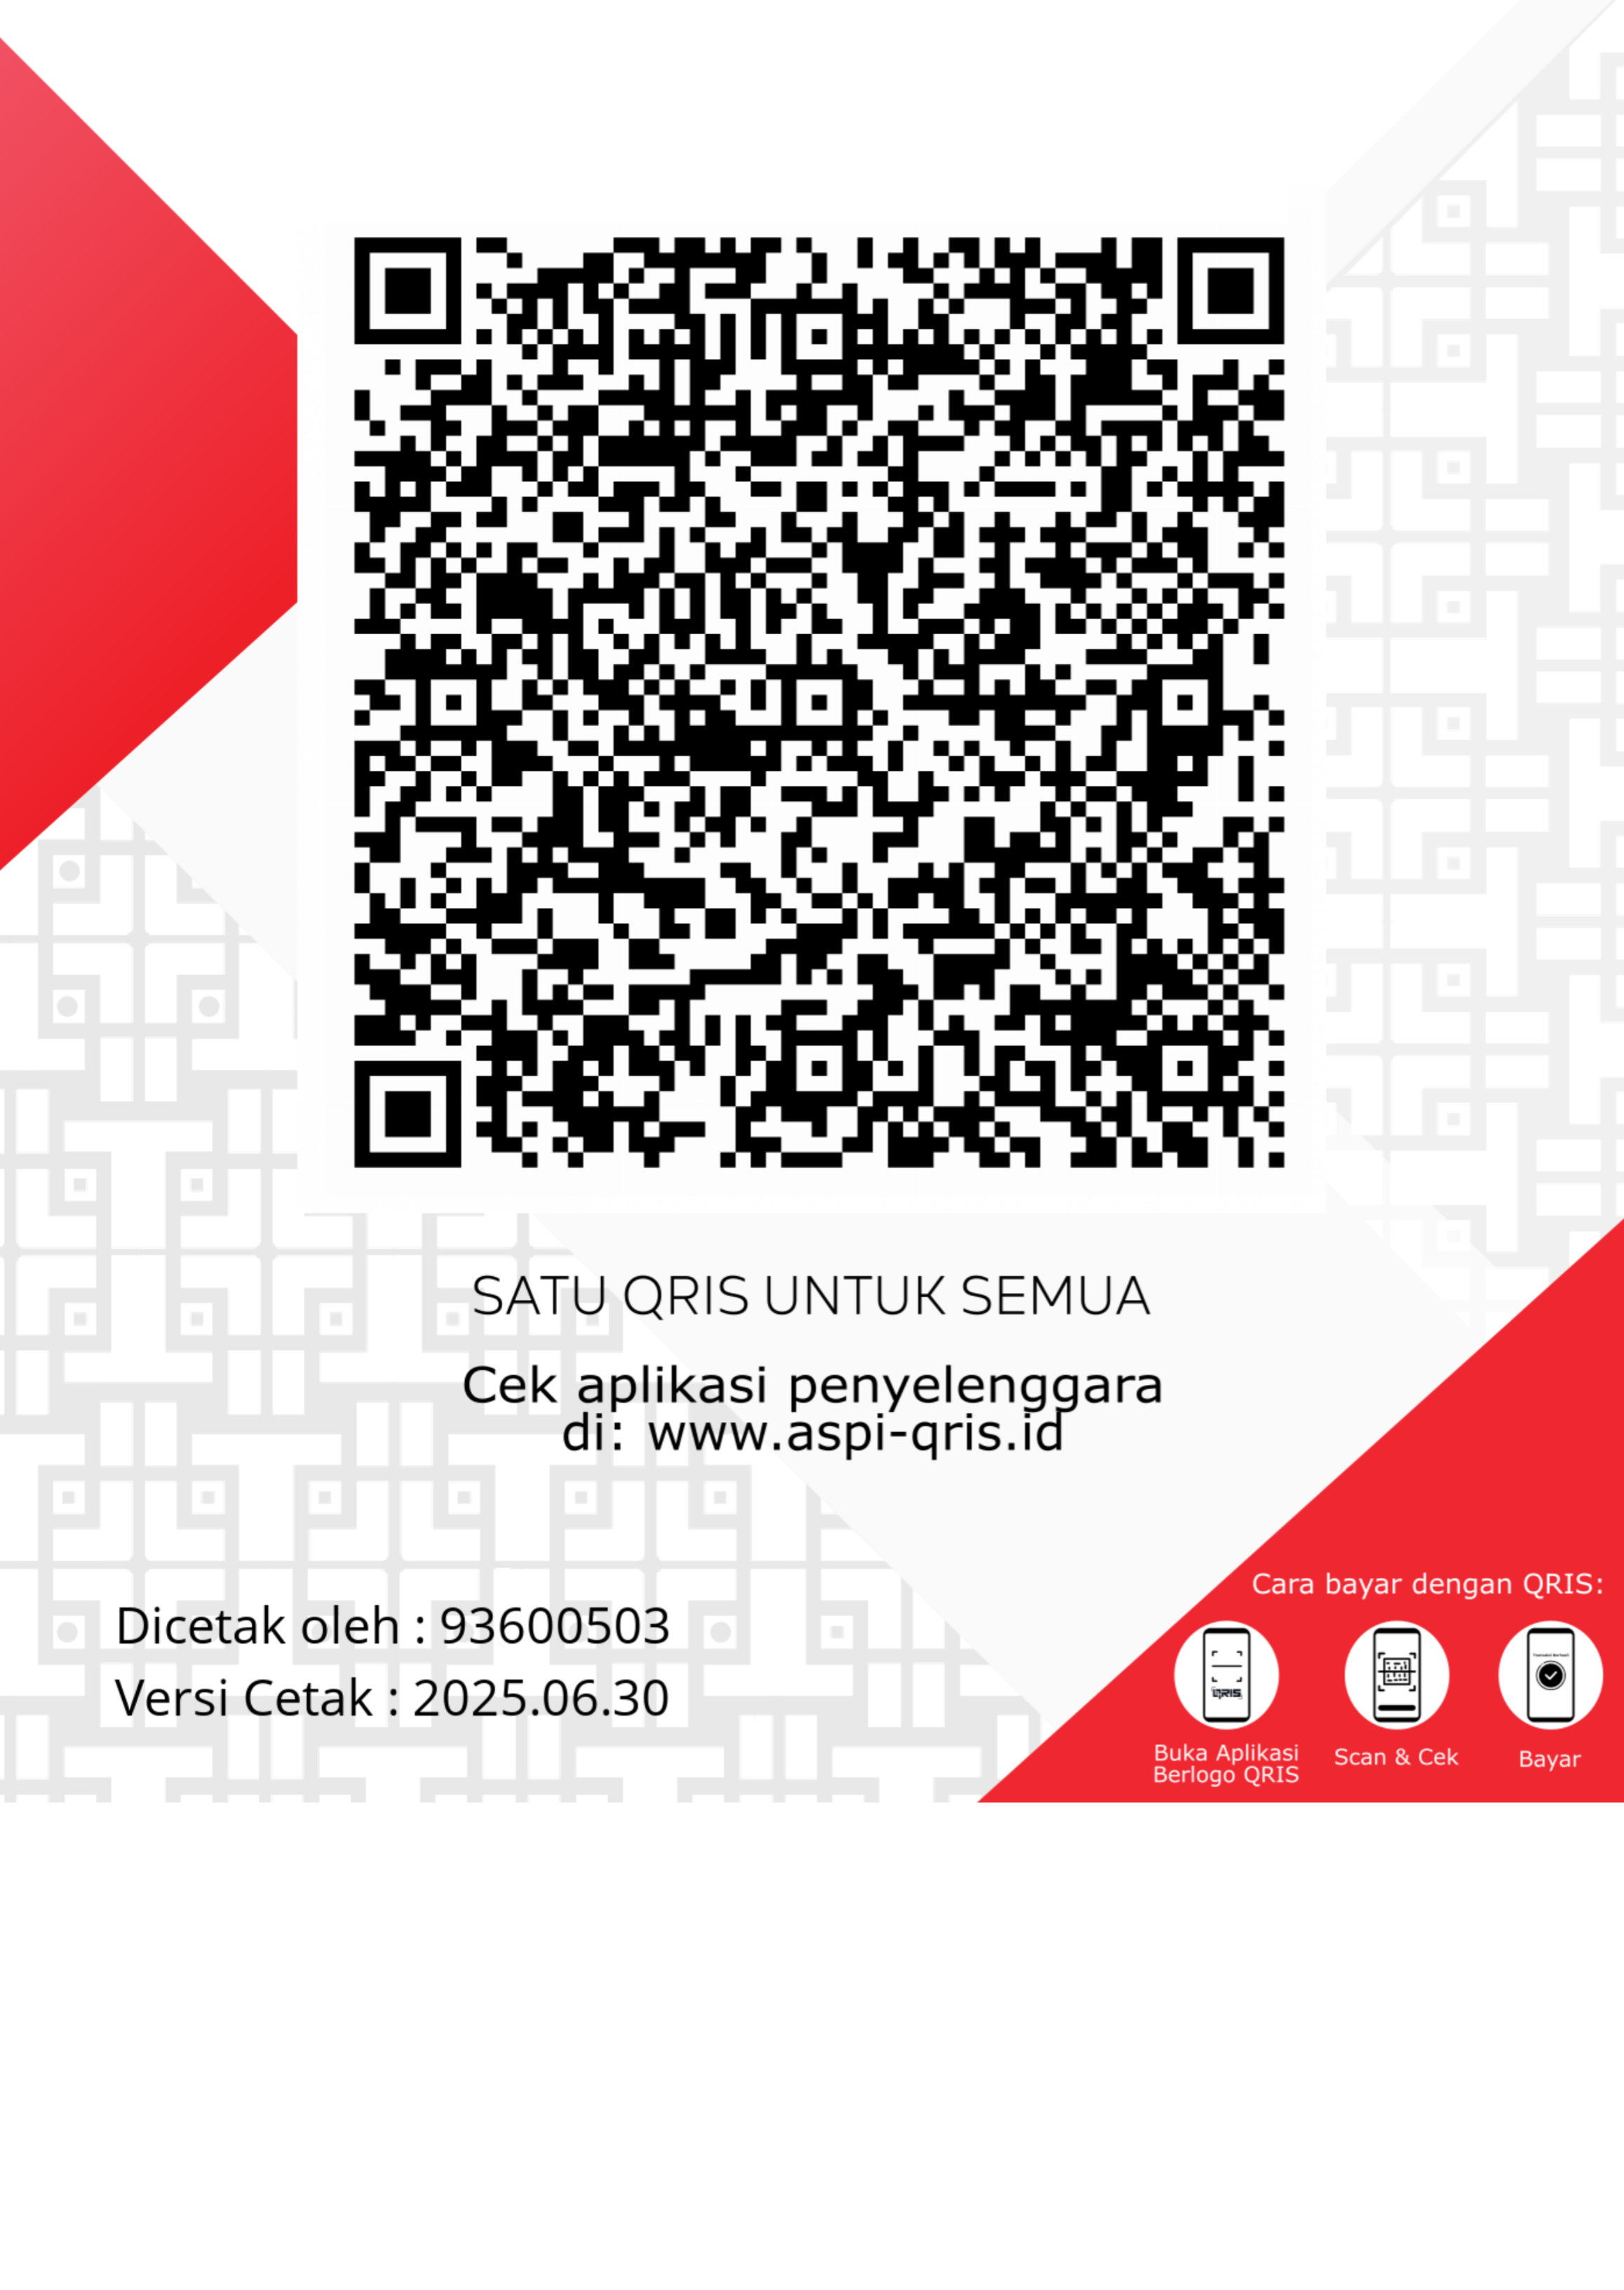 SATU QRIS UNTUK SEMUA
Cek aplikasi penyelenggara
di: www.aspi-qris.id
Dicetak oleh : 93600503
Versi Cetak : 2025.06.30
Cara bayar dengan QRIS:
QRIS
Buka Aplikasi
Berlogo QRIS
Scan & Cek
Bayar